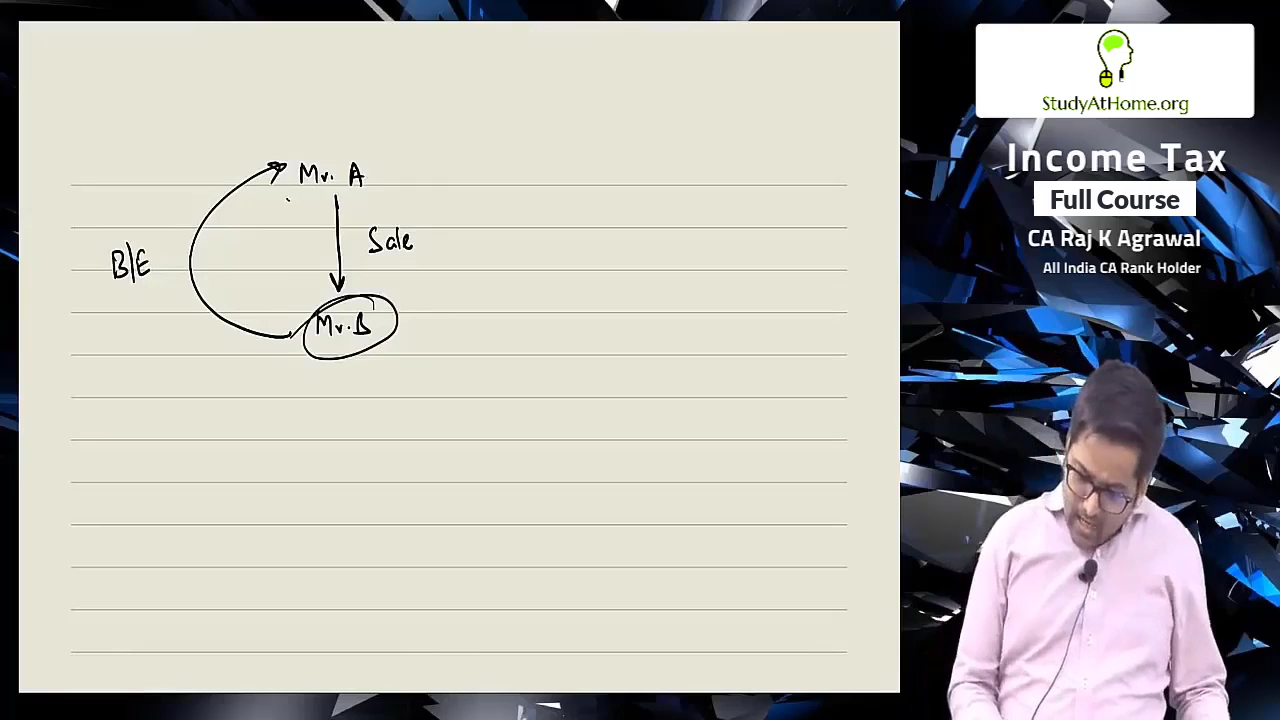 Mr. A
Sale
B/E
Mr. B
StudyAtHome.org
Income Tax
Full Course
CA Raj K Agrawal
All India CA Rank Holder